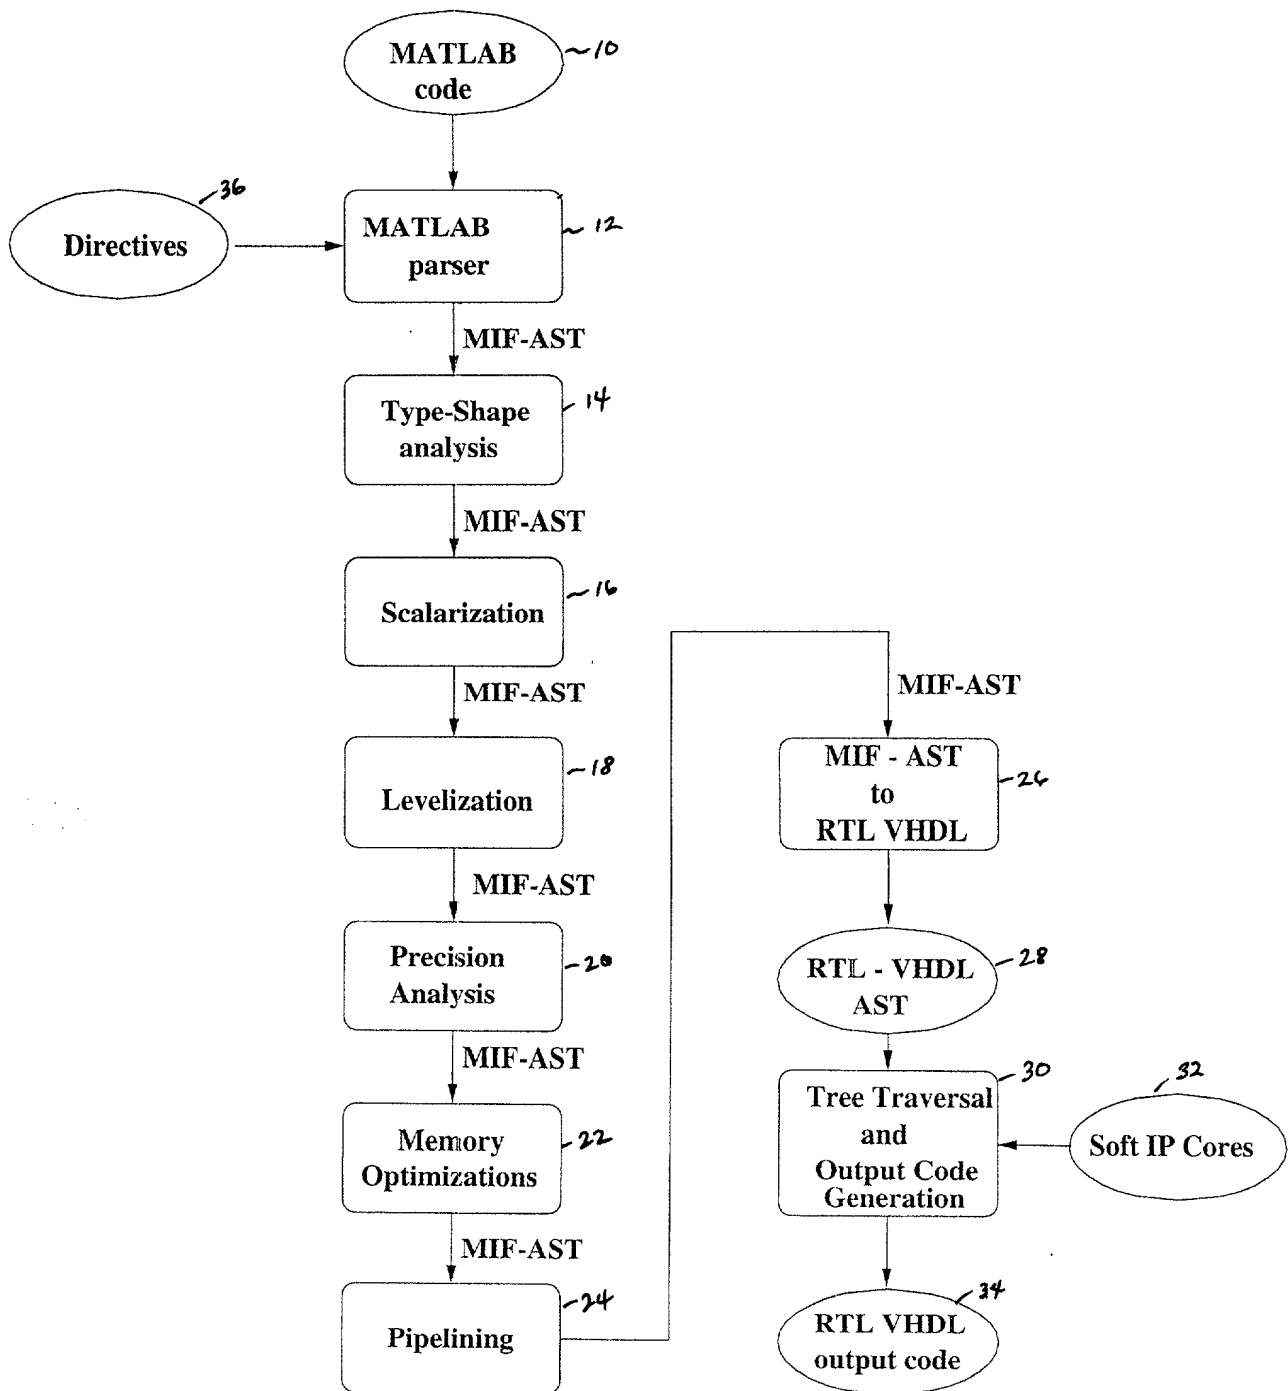 MATLAB
code
10
36
Directives
MATLAB
parser
12
MIF-AST
Type-Shape
analysis
14
MIF-AST
Scalarization
16
MIF-AST
Levelization
18
MIF-AST
Precision
Analysis
20
MIF-AST
Memory
Optimizations
22
MIF-AST
Pipelining
24
MIF-AST
MIF - AST
to
RTL VHDL
26
RTL - VHDL
AST
28
Tree Traversal
and
Output Code
Generation
30
32
Soft IP Cores
RTL VHDL
output code
34